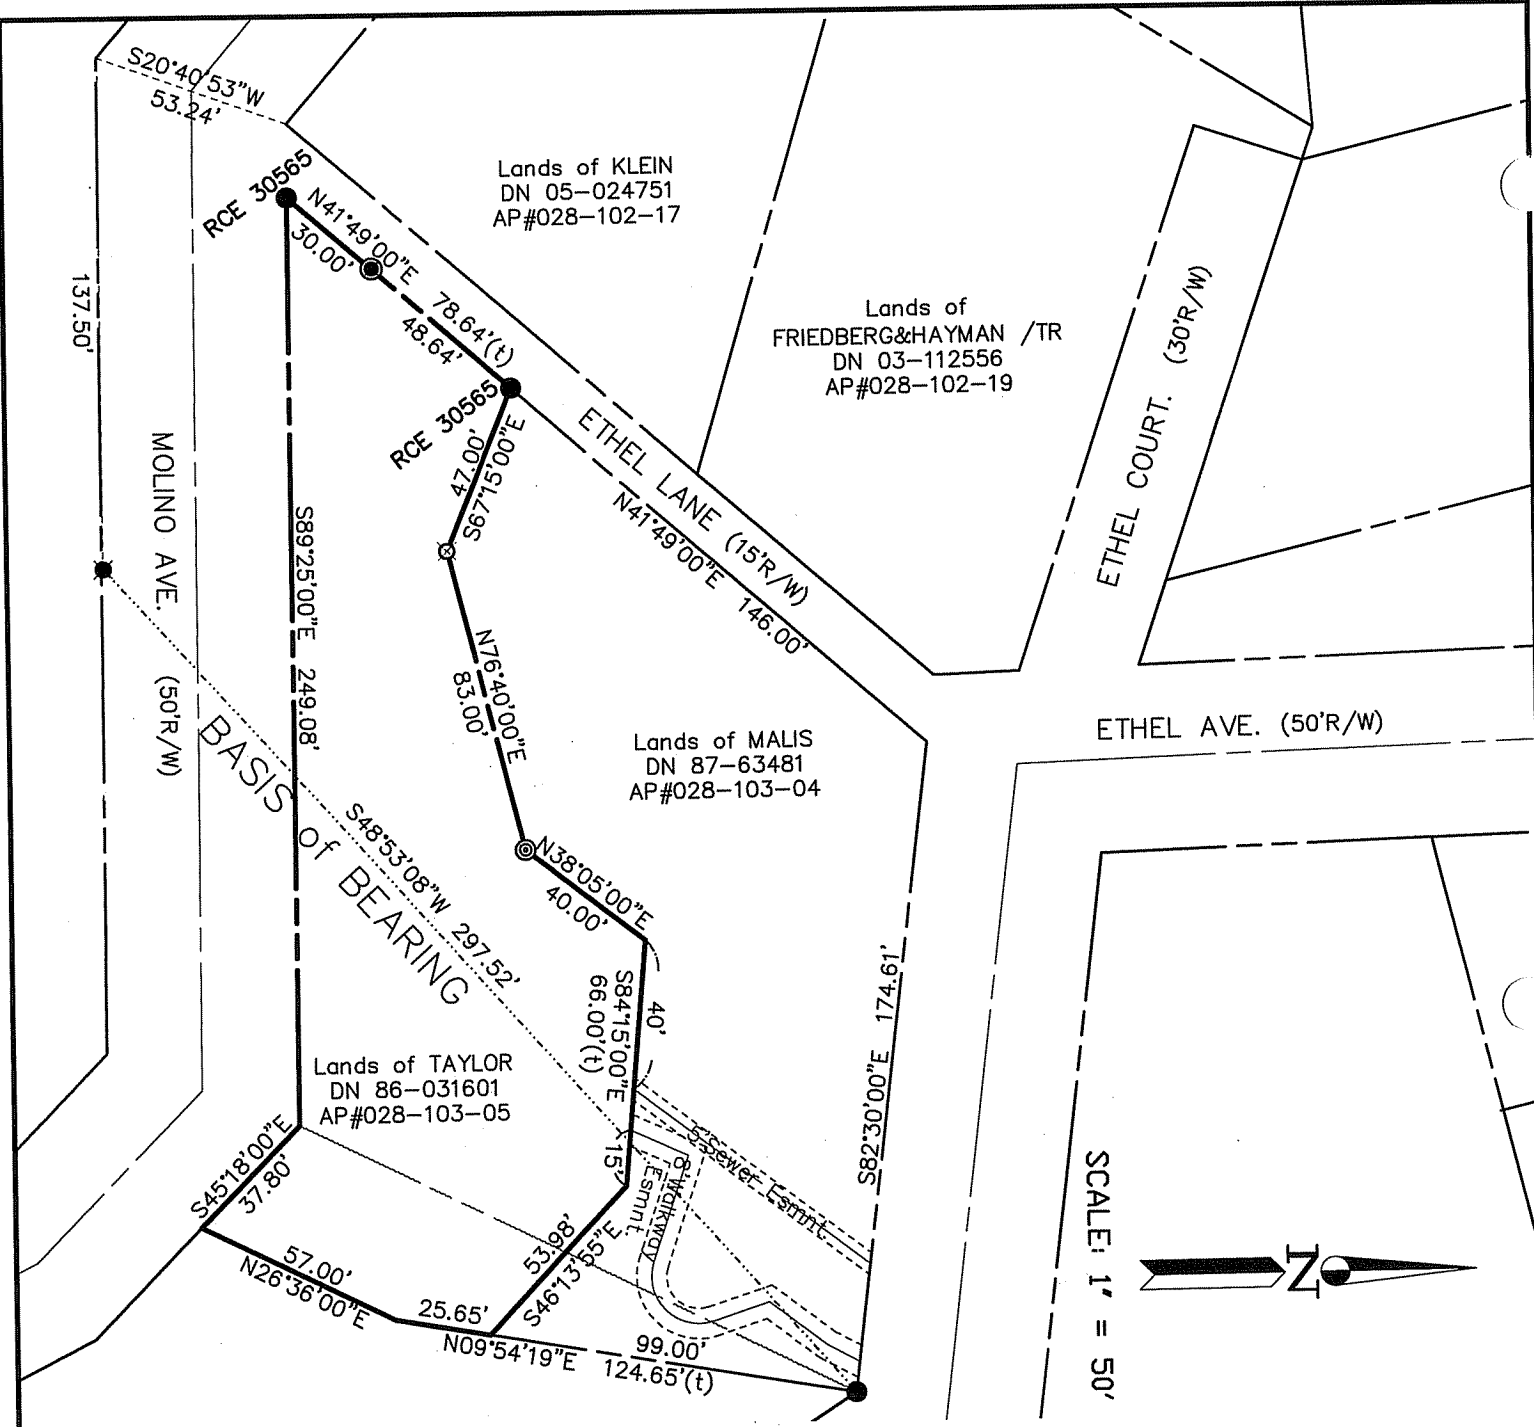 S20°40'53"W
53.24'
RCE 30565
N41°49'00"E 78.64'(t)
30.00'
48.64'
Lands of KLEIN
DN 05-024751
AP#028-102-17
Lands of
FRIEDBERG&HAYMAN /TR
DN 03-112556
AP#028-102-19
ETHEL COURT. (30'R/W)
137.50'
MOLINO AVE. (50'R/W)
RCE 30565
47.00'
S67°15'00"E
ETHEL LANE (15'R/W)
N41°49'00"E 146.00'
S89°25'00"E 249.08'
N76°40'00"E
83.00'
Lands of MALIS
DN 87-63481
AP#028-103-04
ETHEL AVE. (50'R/W)
BASIS of BEARING
S48°53'08"W 297.52'
N38°05'00"E
40.00'
S84°15'00"E
66.00'(t)
40'
S82°30'00"E 174.61'
Lands of TAYLOR
DN 86-031601
AP#028-103-05
15'
5'Sewer Esmnt.
6'Walkway
Esmnt.
S45°18'00"E
37.80'
57.00'
N26°36'00"E
25.65'
53.98'
S46°13'55"E
N09°54'19"E
99.00'
124.65'(t)
SCALE: 1" = 50'
N